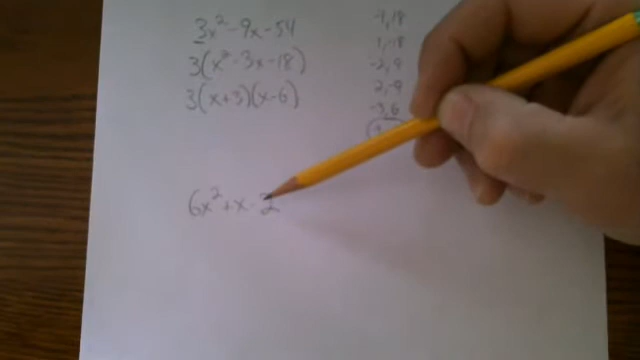 3x² - 9x - 54
3(x² - 3x - 18)
3(x+3)(x-6)
-1, 18
1, -18
-2, 9
2, -9
-3, 6
6x² + x - 2